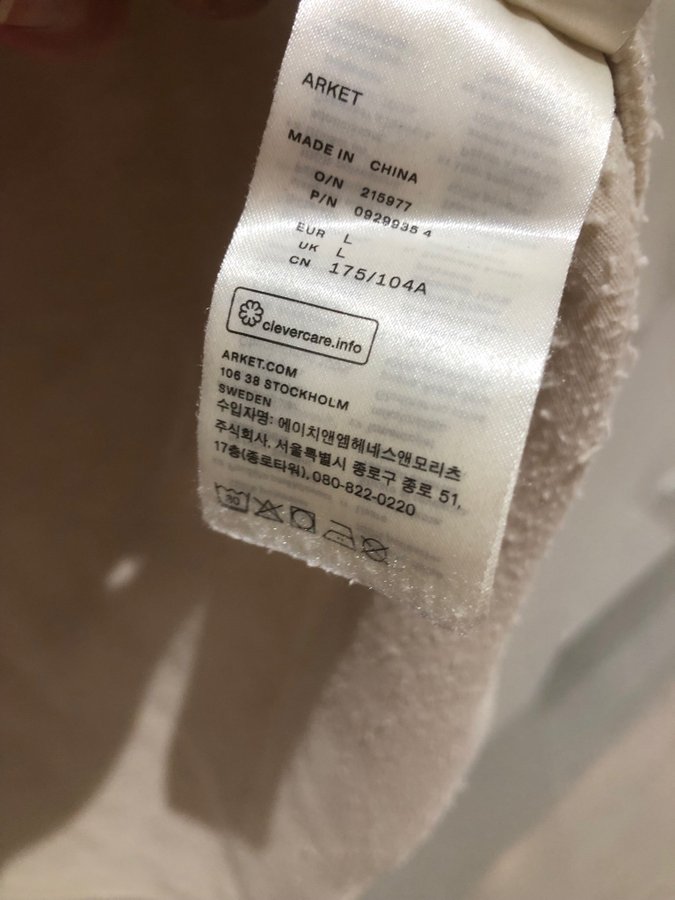 ARKET
MADE IN CHINA
O/N 215977
P/N 0929935 4
EUR L
UK L
CN 175/104A
clevercare.info
ARKET.COM
106 38 STOCKHOLM
SWEDEN
수입자명: 에이치앤엠헤네스앤모리츠
주식회사, 서울특별시 종로구 종로 51,
17층(종로타워), 080-822-0220
30